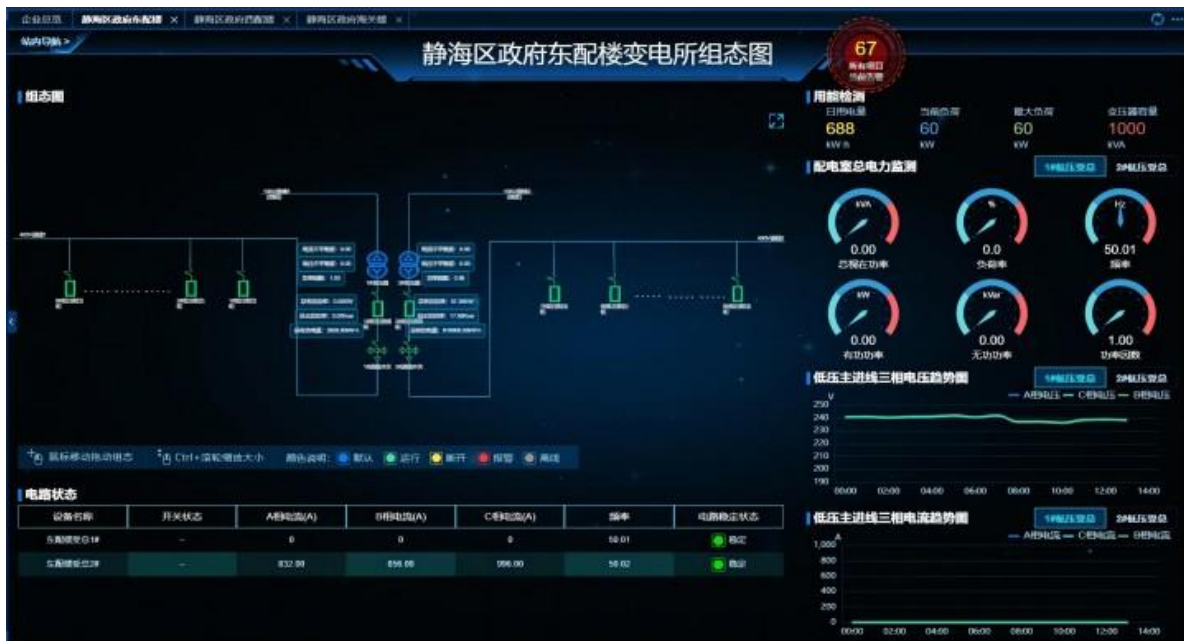 企业总览 静海区政府东配楼 × 静海区政府西配楼 × 静海区政府海关楼 ×
站内导航 >
静海区政府东配楼变电所组态图
67
所有项目
当前告警
组态图
用能检测
日用电量 当前负荷 最大负荷 变压器容量
688 60 60 1000
kW·h kW kW kVA
配电室总电力监测 1#低压受总 2#低压受总
kVA % Hz
0.00 0.0 50.01
总视在功率 负荷率 频率
kW kVar
0.00 0.00 1.00
有功功率 无功功率 功率因数
低压主进线三相电压趋势图 1#低压受总 2#低压受总
V A相电压 C相电压 B相电压
250
240
230
220
210
200
190
00:00 02:00 04:00 06:00 08:00 10:00 12:00 14:00
鼠标移动拖动组态 Ctrl+滚轮缩放大小 颜色说明: 默认 运行 断开 报警 离线
电路状态
设备名称 开关状态 A相电流(A) B相电流(A) C相电流(A) 频率 电路稳定状态
东配楼受总1# -- 0 0 0 50.01 稳定
东配楼受总2# -- 832.00 856.00 996.00 50.02 稳定
低压主进线三相电流趋势图 1#低压受总 2#低压受总
A A相电流 C相电流 B相电流
1,000
800
600
400
200
0
00:00 02:00 04:00 06:00 08:00 10:00 12:00 14:00